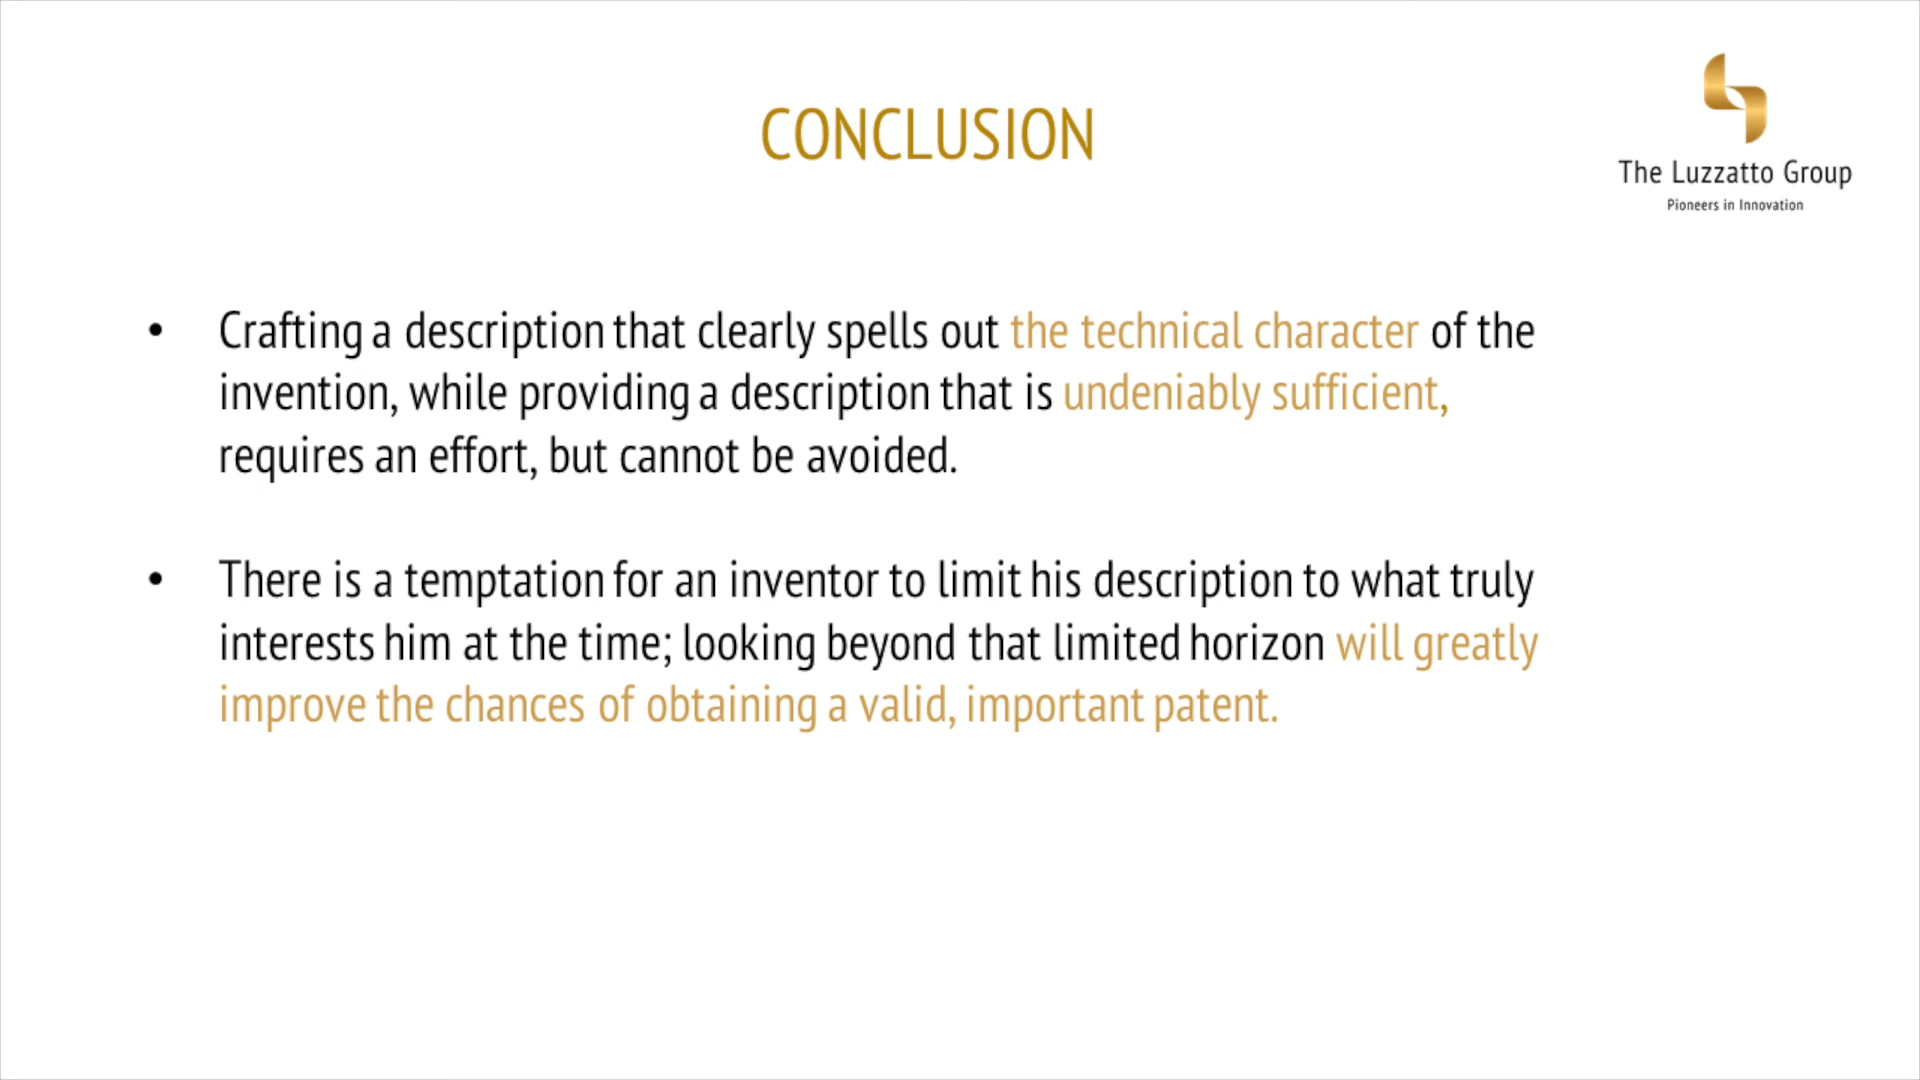 CONCLUSION
The Luzzatto Group
Pioneers in Innovation
• Crafting a description that clearly spells out the technical character of the
invention, while providing a description that is undeniably sufficient,
requires an effort, but cannot be avoided.
• There is a temptation for an inventor to limit his description to what truly
interests him at the time; looking beyond that limited horizon will greatly
improve the chances of obtaining a valid, important patent.